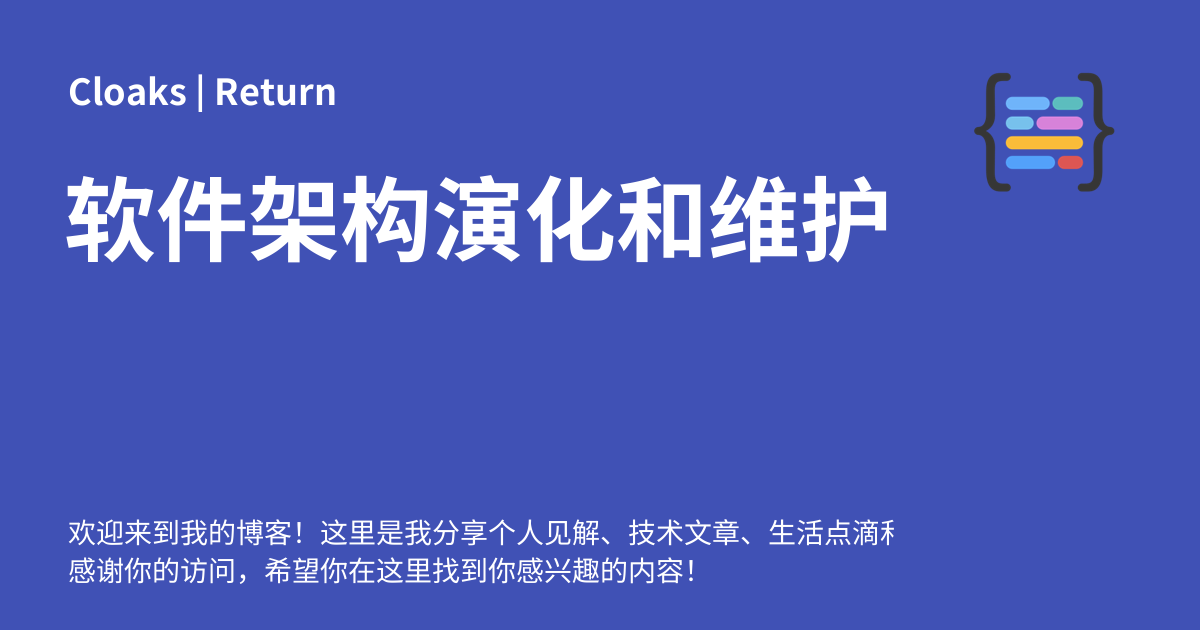 Cloaks | Return
软件架构演化和维护
欢迎来到我的博客！这里是我分享个人见解、技术文章、生活点滴
感谢你的访问，希望你在这里找到你感兴趣的内容！